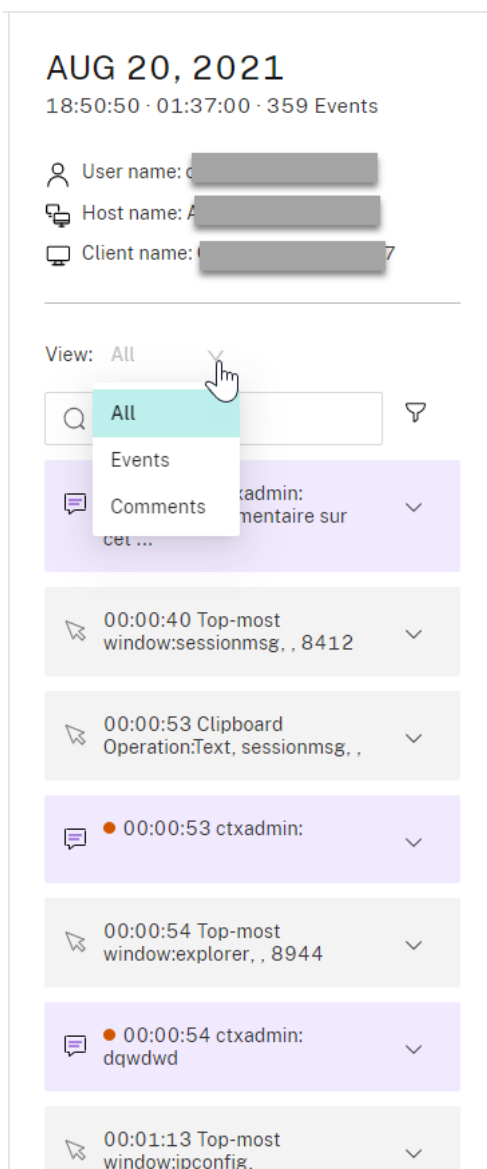 AUG 20, 2021
18:50:50 · 01:37:00 · 359 Events
User name:
Host name:
Client name: 7
View: All
All
Events
Comments
cet ...
00:00:40 Top-most
window:sessionmsg, , 8412
00:00:53 Clipboard
Operation:Text, sessionmsg, ,
00:00:53 ctxadmin:
00:00:54 Top-most
window:explorer, , 8944
00:00:54 ctxadmin:
dqwdwd
00:01:13 Top-most
window:ipconfig,